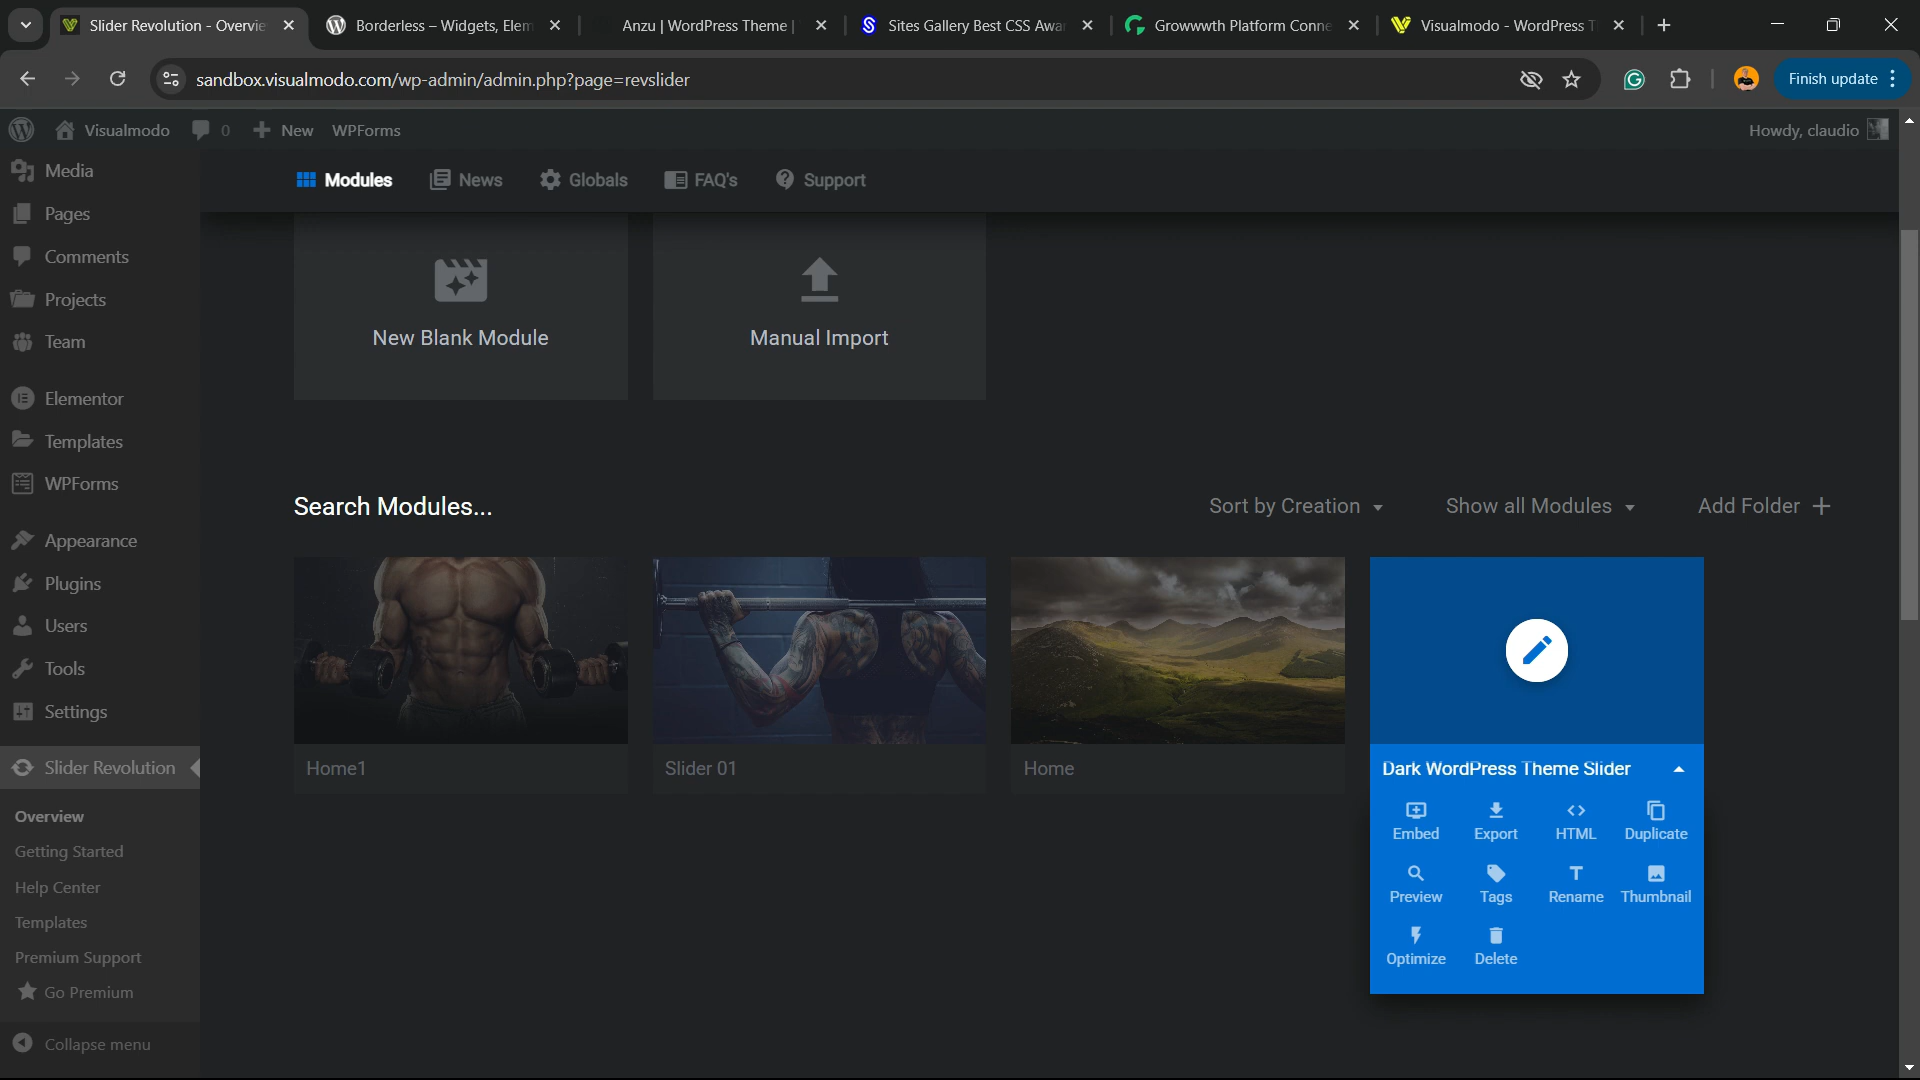 Slider Revolution - Overvie
Borderless – Widgets, Elem
Anzu | WordPress Theme |
Sites Gallery Best CSS Awa
Growwwth Platform Conne
Visualmodo - WordPress T
sandbox.visualmodo.com/wp-admin/admin.php?page=revslider
Finish update
Visualmodo
0
New
WPForms
Howdy, claudio
Media
Pages
Comments
Projects
Team
Elementor
Templates
WPForms
Appearance
Plugins
Users
Tools
Settings
Slider Revolution
Overview
Getting Started
Help Center
Templates
Premium Support
Go Premium
Collapse menu
Modules
News
Globals
FAQ's
Support
New Blank Module
Manual Import
Search Modules...
Sort by Creation
Show all Modules
Add Folder
Home1
Slider 01
Home
Dark WordPress Theme Slider
Embed
Export
HTML
Duplicate
Preview
Tags
Rename
Thumbnail
Optimize
Delete